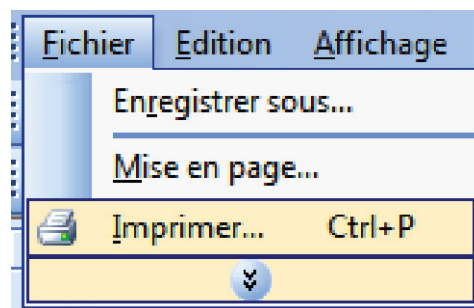 Fichier Edition Affichage
Enregistrer sous...
Mise en page...
Imprimer... Ctrl+P